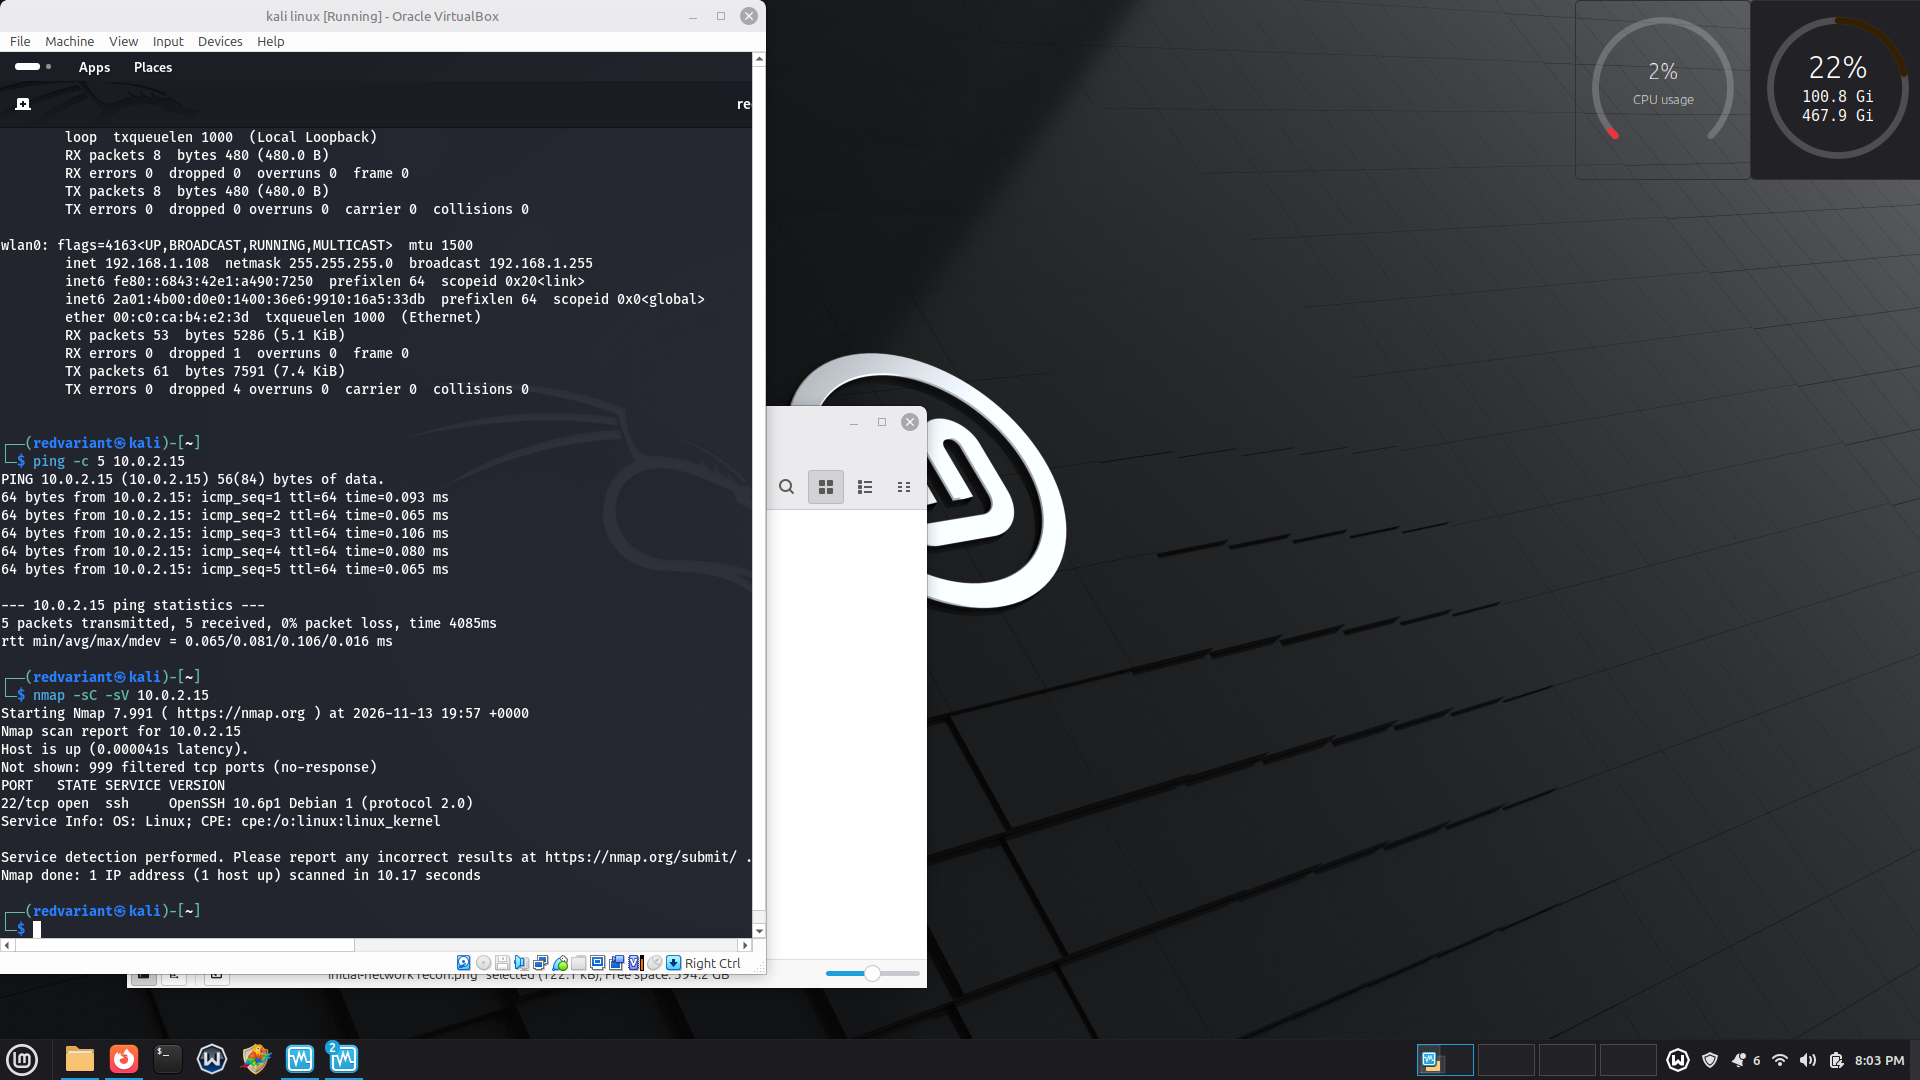 kali linux [Running] - Oracle VirtualBox
File Machine View Input Devices Help
Apps Places
re
loop  txqueuelen 1000  (Local Loopback)
RX packets 8  bytes 480 (480.0 B)
RX errors 0  dropped 0  overruns 0  frame 0
TX packets 8  bytes 480 (480.0 B)
TX errors 0  dropped 0 overruns 0  carrier 0  collisions 0
wlan0: flags=4163<UP,BROADCAST,RUNNING,MULTICAST>  mtu 1500
inet 192.168.1.108  netmask 255.255.255.0  broadcast 192.168.1.255
inet6 fe80::6843:42e1:a490:7250  prefixlen 64  scopeid 0x20<link>
inet6 2a01:4b00:d0e0:1400:36e6:9910:16a5:33db  prefixlen 64  scopeid 0x0<global>
ether 00:c0:ca:b4:e2:3d  txqueuelen 1000  (Ethernet)
RX packets 53  bytes 5286 (5.1 KiB)
RX errors 0  dropped 1  overruns 0  frame 0
TX packets 61  bytes 7591 (7.4 KiB)
TX errors 0  dropped 4 overruns 0  carrier 0  collisions 0
┌──(redvariant㉿kali)-[~]
└─$ ping -c 5 10.0.2.15
PING 10.0.2.15 (10.0.2.15) 56(84) bytes of data.
64 bytes from 10.0.2.15: icmp_seq=1 ttl=64 time=0.093 ms
64 bytes from 10.0.2.15: icmp_seq=2 ttl=64 time=0.065 ms
64 bytes from 10.0.2.15: icmp_seq=3 ttl=64 time=0.106 ms
64 bytes from 10.0.2.15: icmp_seq=4 ttl=64 time=0.080 ms
64 bytes from 10.0.2.15: icmp_seq=5 ttl=64 time=0.065 ms
--- 10.0.2.15 ping statistics ---
5 packets transmitted, 5 received, 0% packet loss, time 4085ms
rtt min/avg/max/mdev = 0.065/0.081/0.106/0.016 ms
┌──(redvariant㉿kali)-[~]
└─$ nmap -sC -sV 10.0.2.15
Starting Nmap 7.991 ( https://nmap.org ) at 2026-11-13 19:57 +0000
Nmap scan report for 10.0.2.15
Host is up (0.000041s latency).
Not shown: 999 filtered tcp ports (no-response)
PORT   STATE SERVICE VERSION
22/tcp open  ssh     OpenSSH 10.6p1 Debian 1 (protocol 2.0)
Service Info: OS: Linux; CPE: cpe:/o:linux:linux_kernel
Service detection performed. Please report any incorrect results at https://nmap.org/submit/ .
Nmap done: 1 IP address (1 host up) scanned in 10.17 seconds
┌──(redvariant㉿kali)-[~]
└─$
Right Ctrl
"initial-network recon.png" selected (122.1 kB), Free space: 394.2 GB
2%
CPU usage
22%
100.8 Gi
467.9 Gi
2
6
8:03 PM